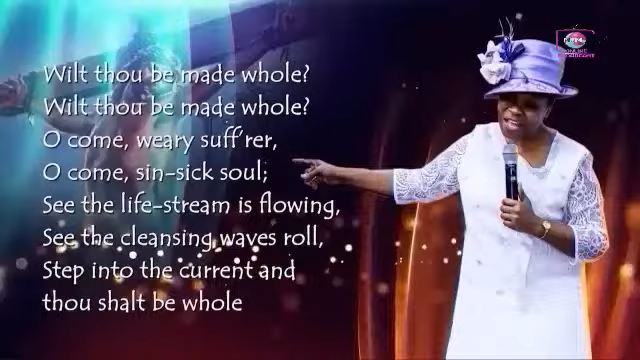 Wilt thou be made whole?
Wilt thou be made whole?
O come, weary suff'rer,
O come, sin-sick soul;
See the life-stream is flowing,
See the cleansing waves roll,
Step into the current and
thou shalt be whole